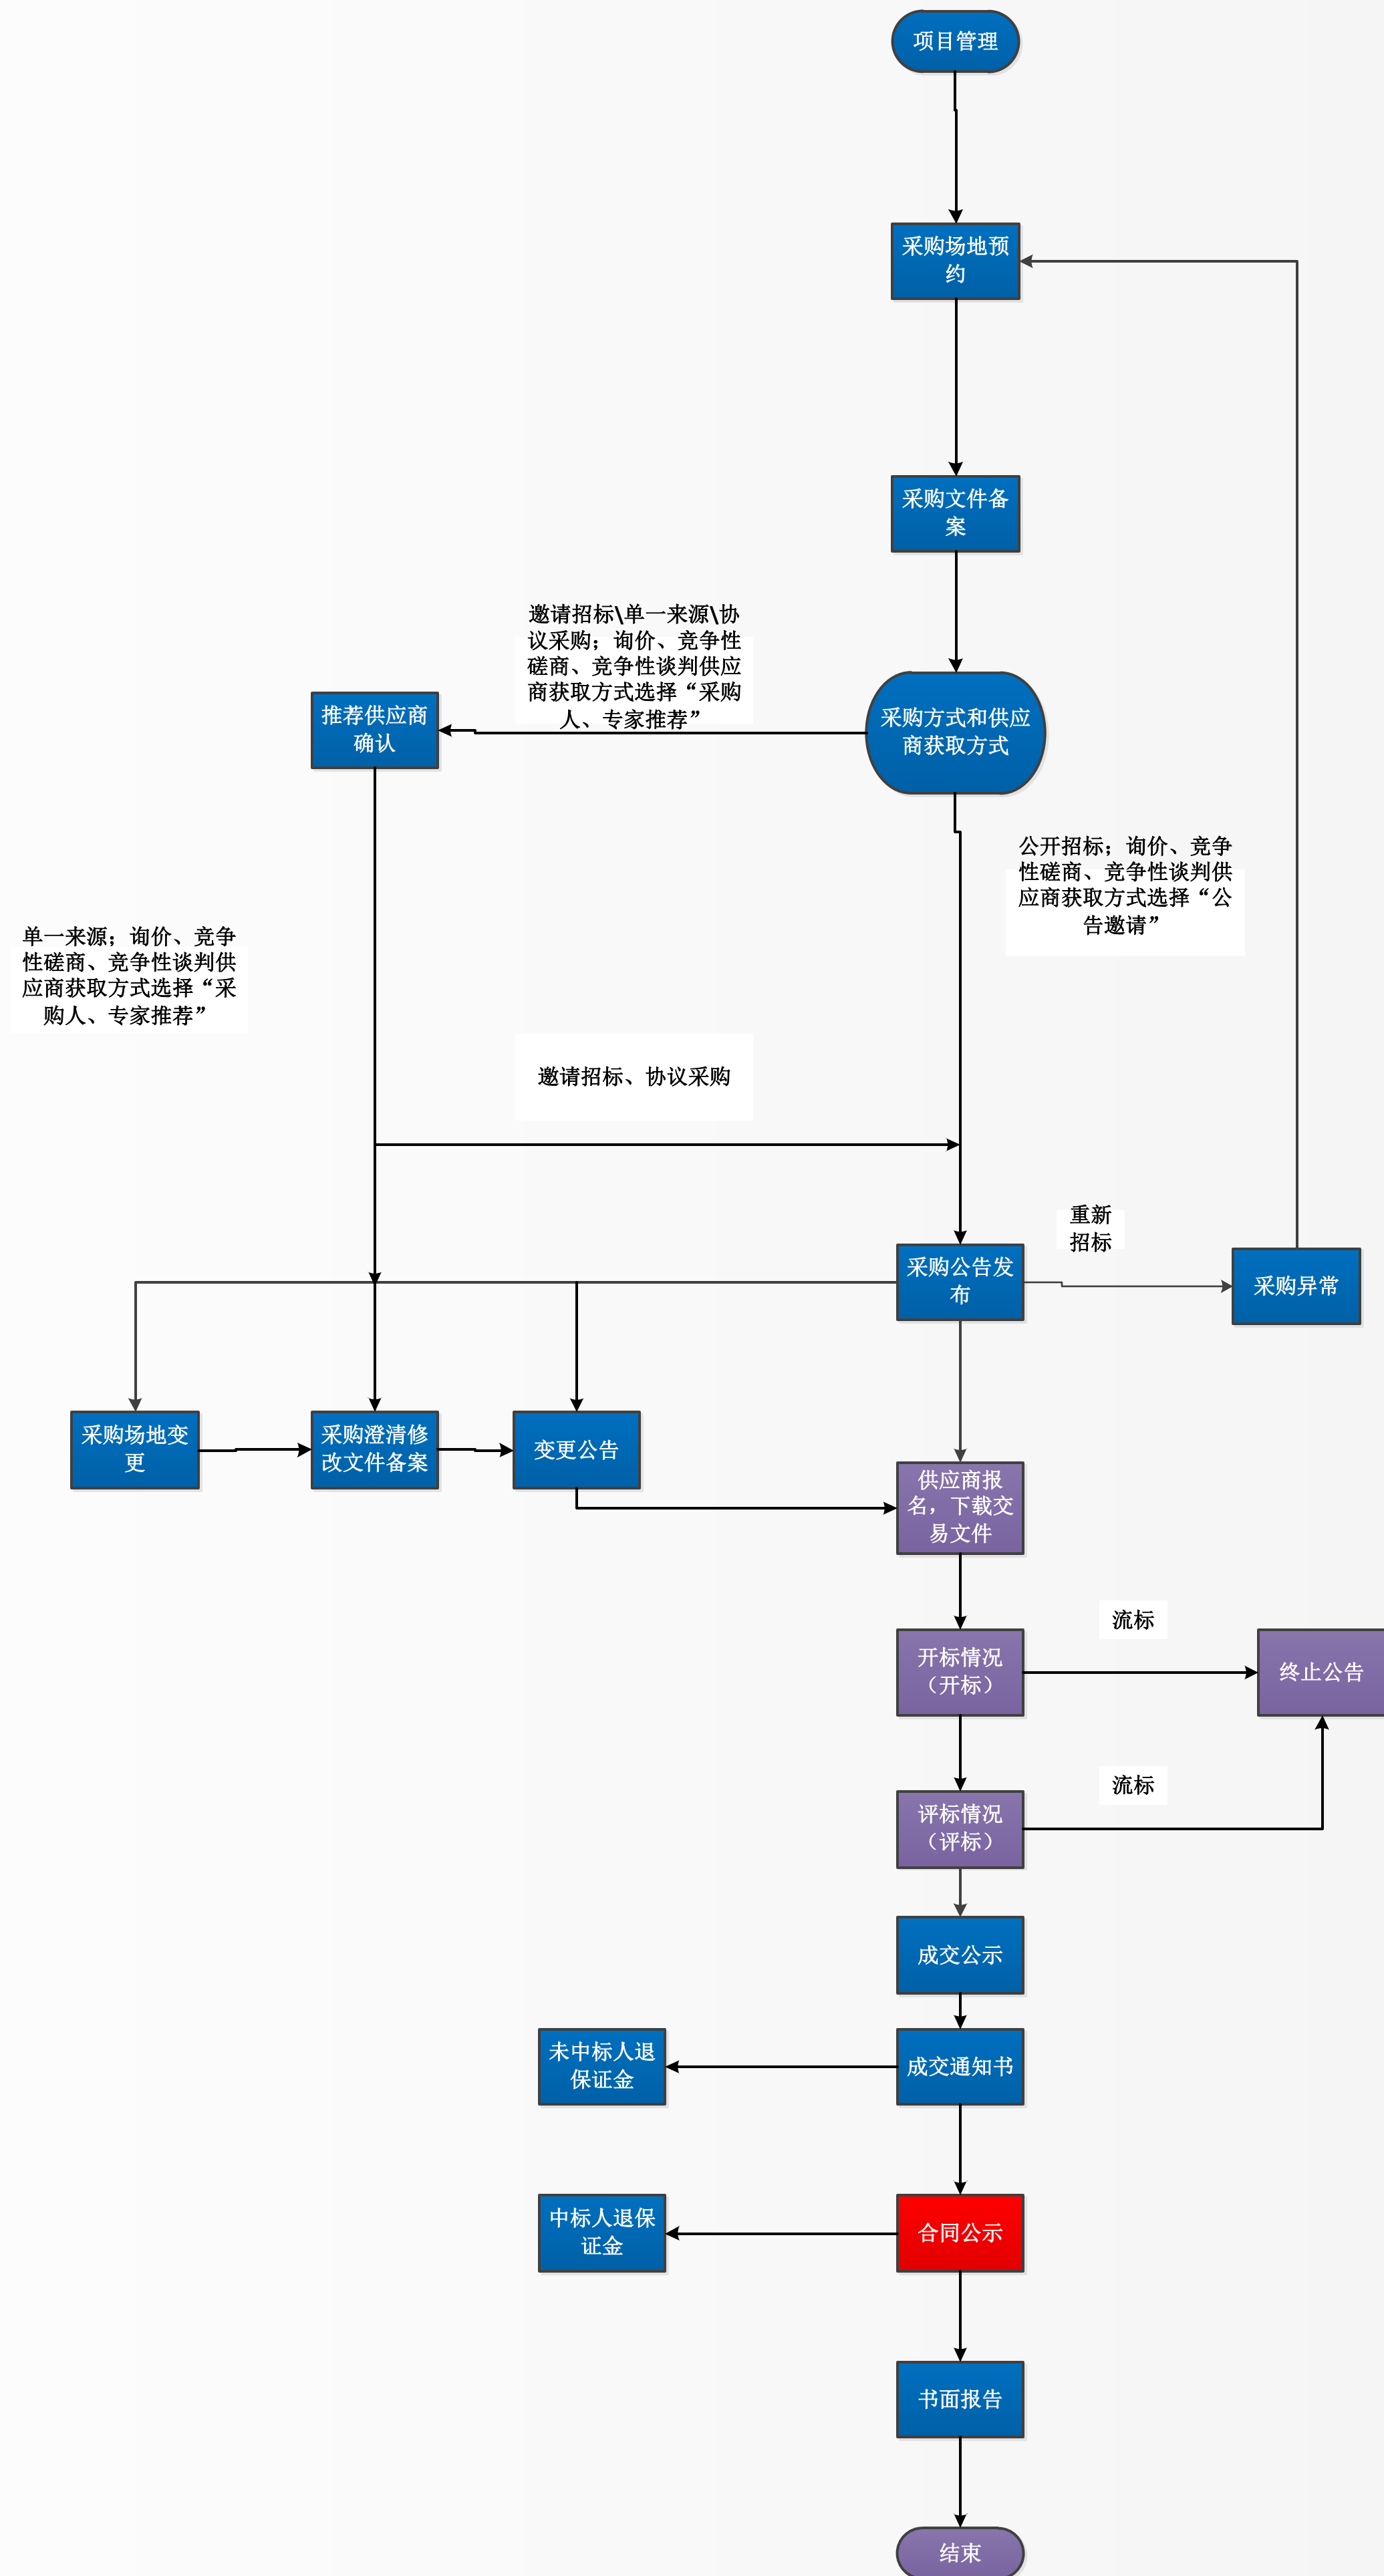 项目管理
采购场地预
约
采购文件备
案
邀请招标\单一来源\协
议采购；询价、竞争性
磋商、竞争性谈判供应
商获取方式选择“采购
人、专家推荐”
推荐供应商
确认
采购方式和供应
商获取方式
公开招标；询价、竞争
性磋商、竞争性谈判供
应商获取方式选择“公
告邀请”
单一来源；询价、竞争
性磋商、竞争性谈判供
应商获取方式选择“采
购人、专家推荐”
邀请招标、协议采购
重新
招标
采购公告发
布
采购异常
采购场地变
更
采购澄清修
改文件备案
变更公告
供应商报
名，下载交
易文件
流标
开标情况
（开标）
终止公告
流标
评标情况
（评标）
成交公示
未中标人退
保证金
成交通知书
中标人退保
证金
合同公示
书面报告
结束